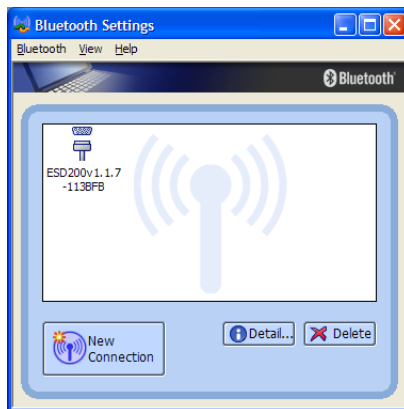 Bluetooth Settings
Bluetooth View Help
Bluetooth
ESD200v1.1.7
-113BFB
New
Connection
Detail...
Delete